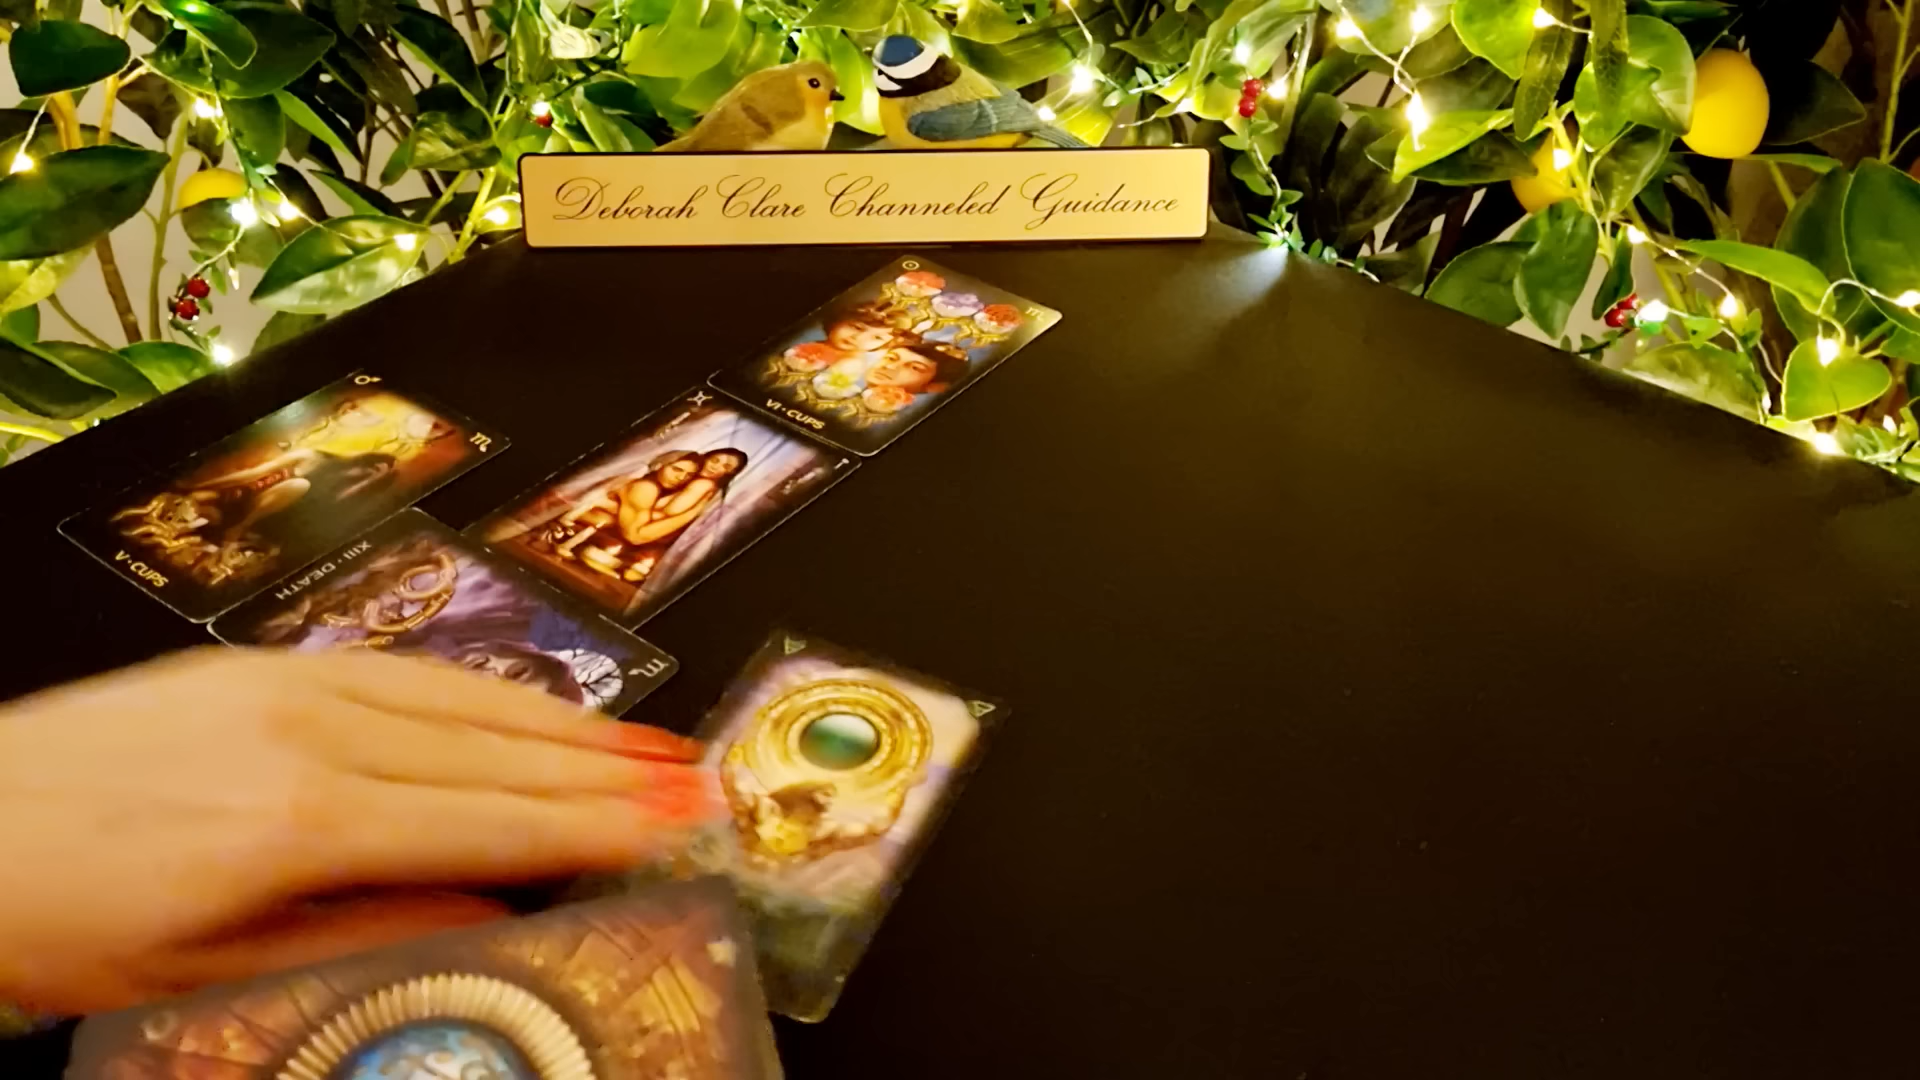 Deborah Clare Channeled Guidance
VI • CUPS
V • CUPS
XIII • DEATH